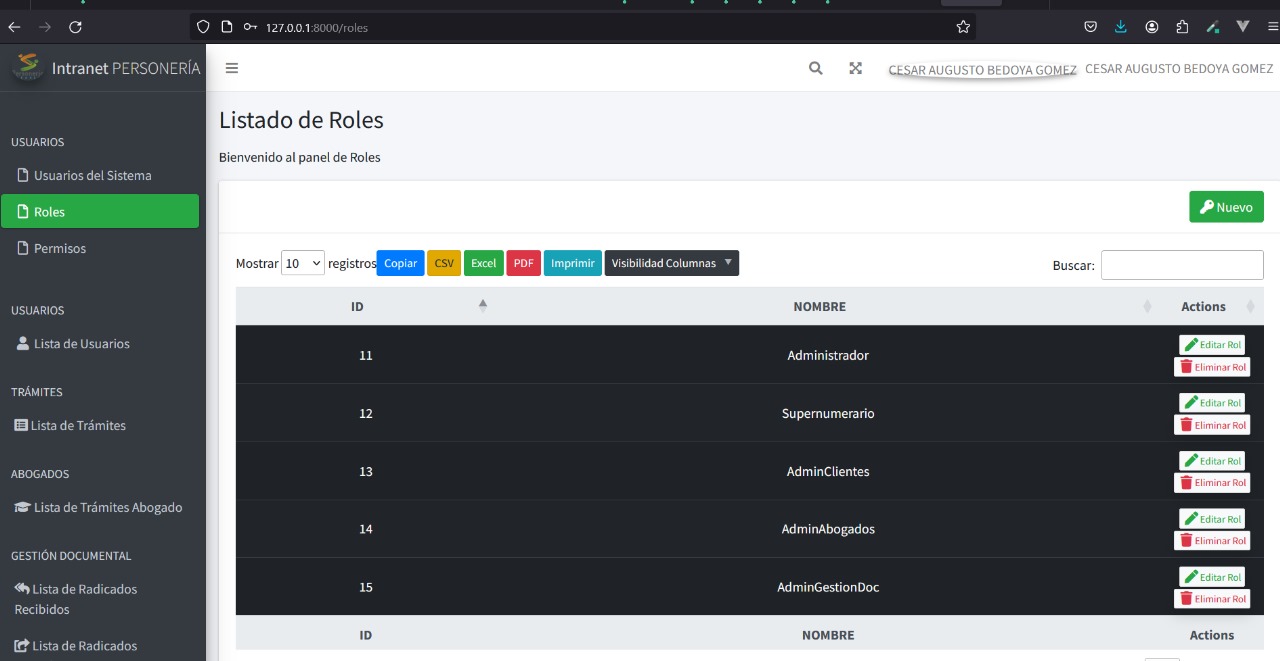 127.0.0.1:8000/roles
Intranet PERSONERÍA
CESAR AUGUSTO BEDOYA GOMEZ CESAR AUGUSTO BEDOYA GOMEZ
USUARIOS
Usuarios del Sistema
Roles
Permisos
USUARIOS
Lista de Usuarios
TRÁMITES
Lista de Trámites
ABOGADOS
Lista de Trámites Abogado
GESTIÓN DOCUMENTAL
Lista de Radicados
Recibidos
Lista de Radicados
Listado de Roles
Bienvenido al panel de Roles
Nuevo
Mostrar 10 registros Copiar CSV Excel PDF Imprimir Visibilidad Columnas Buscar:
ID NOMBRE Actions
11 Administrador Editar Rol
Eliminar Rol
12 Supernumerario Editar Rol
Eliminar Rol
13 AdminClientes Editar Rol
Eliminar Rol
14 AdminAbogados Editar Rol
Eliminar Rol
15 AdminGestionDoc Editar Rol
Eliminar Rol
ID NOMBRE Actions